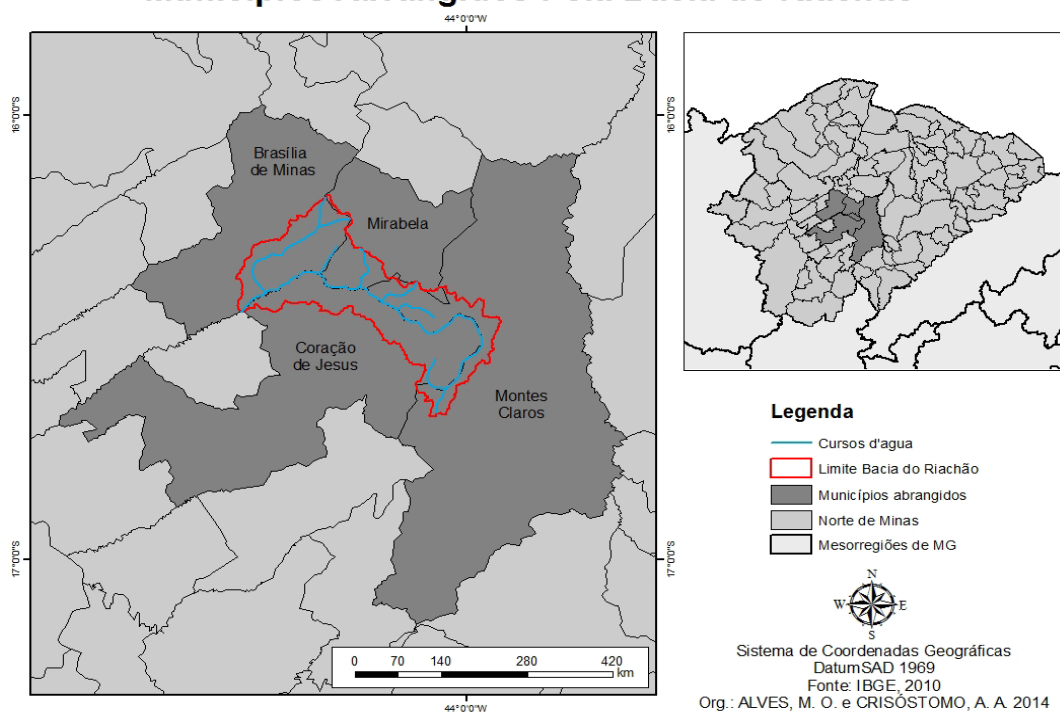 44°0'0"W
16°0'0"S
16°0'0"S
Brasília
de Minas
Mirabela
Coração
de Jesus
Montes
Claros
17°0'0"S
17°0'0"S
0 70 140 280 420
km
44°0'0"W
Legenda
Cursos d'agua
Limite Bacia do Riachão
Municípios abrangidos
Norte de Minas
Mesorregiões de MG
N
W E
S
Sistema de Coordenadas Geográficas
DatumSAD 1969
Fonte: IBGE, 2010
Org.: ALVES, M. O. e CRISÓSTOMO, A. A. 2014